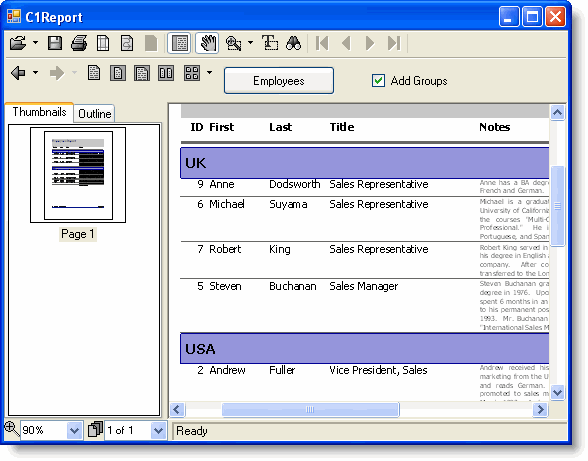 C1Report
Employees
Add Groups
Thumbnails Outline
Page 1
ID First Last Title Notes
UK
9 Anne Dodsworth Sales Representative Anne has a BA degr
French and German.
6 Michael Suyama Sales Representative Michael is a gradua
University of California
the courses "Multi-C
Professional." He i
Portuguese, and Span
7 Robert King Sales Representative Robert King served in
his degree in English a
company. After co
transferred to the Lon
5 Steven Buchanan Sales Manager Steven Buchanan gra
degree in 1976. Upo
spent 6 months in an
to his permanent pos
1993. Mr. Buchanan
"International Sales M
USA
2 Andrew Fuller Vice President, Sales Andrew received his
marketing from the U
and reads German.
promoted to sales m
90% 1 of 1 Ready